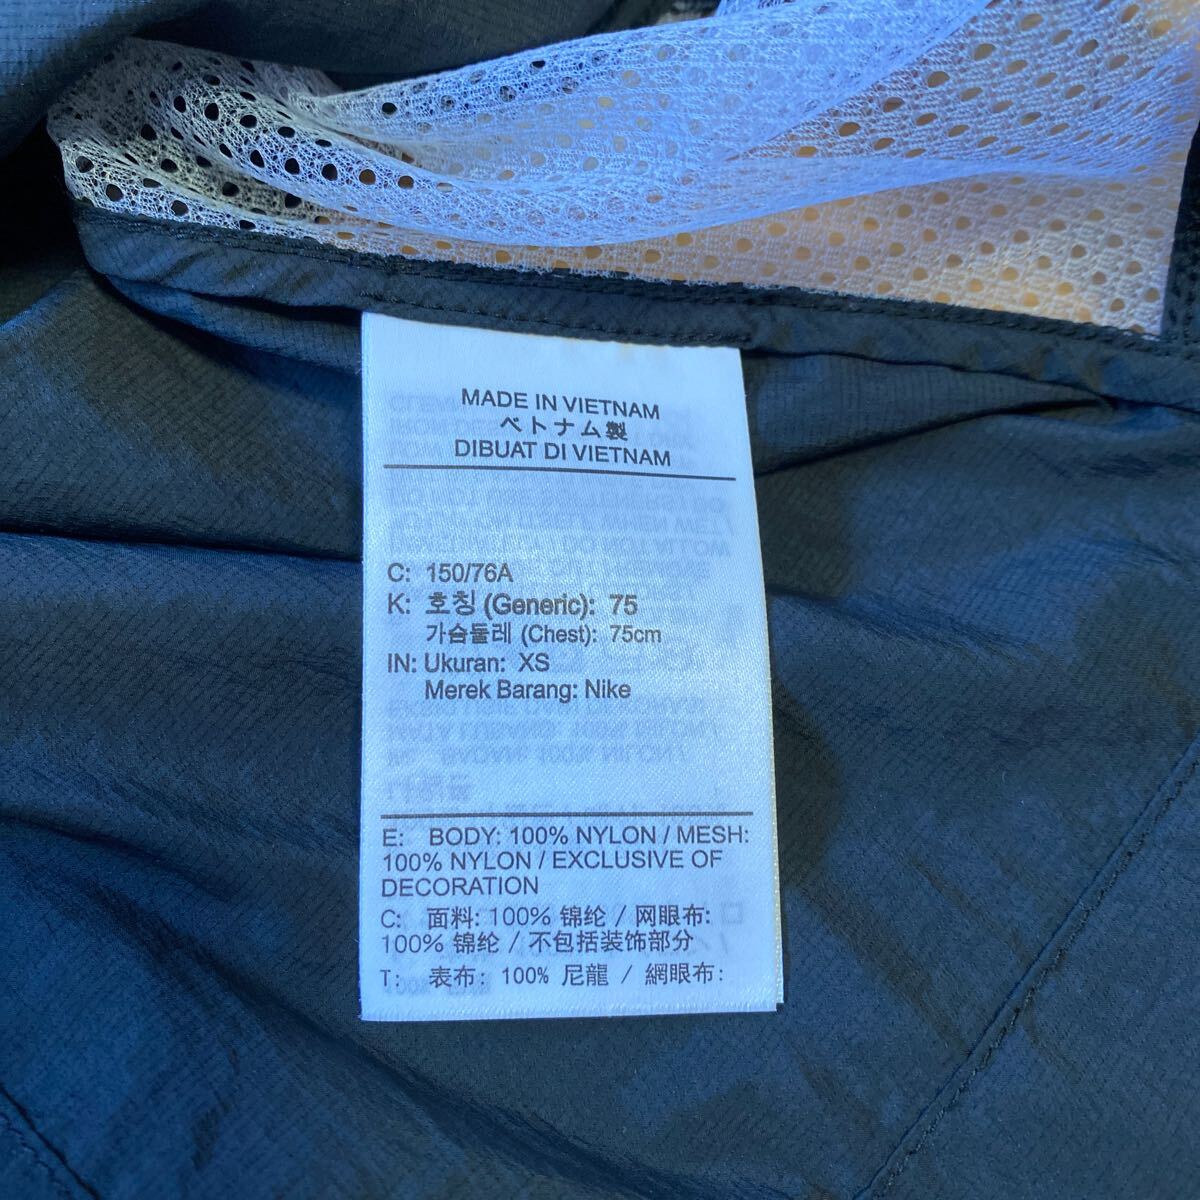 MADE IN VIETNAM
ベトナム製
DIBUAT DI VIETNAM
C: 150/76A
K: 호칭 (Generic): 75
가슴둘레 (Chest): 75cm
IN: Ukuran: XS
Merek Barang: Nike
E: BODY: 100% NYLON / MESH:
100% NYLON / EXCLUSIVE OF
DECORATION
C: 面料: 100% 锦纶 / 网眼布:
100% 锦纶 / 不包括装饰部分
T: 表布: 100% 尼龍 / 網眼布: